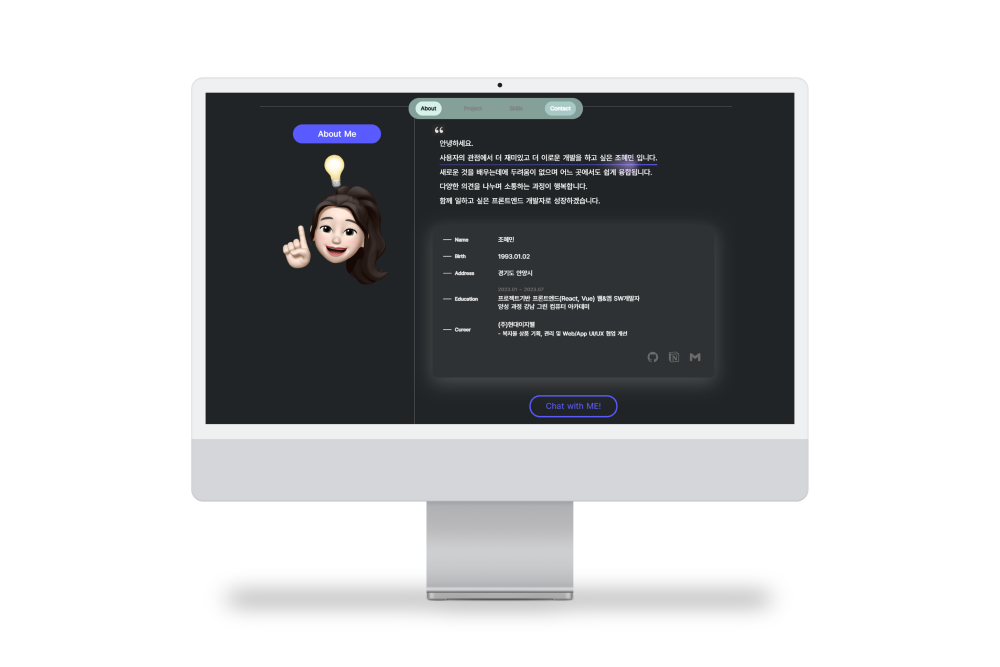 About Project Skills Contact
About Me
안녕하세요.
사용자의 관점에서 더 재미있고 더 이로운 개발을 하고 싶은 조혜민 입니다.
새로운 것을 배우는데에 두려움이 없으며 어느 곳에서도 쉽게 융합됩니다.
다양한 의견을 나누며 소통하는 과정이 행복합니다.
함께 일하고 싶은 프론트엔드 개발자로 성장하겠습니다.
Name 조혜민
Birth 1993.01.02
Address 경기도 안양시
2023.01 ~ 2023.07
Education 프로젝트기반 프론트엔드(React, Vue) 웹&앱 SW개발자
양성 과정 강남 그린 컴퓨터 아카데미
Career (주)현대이지웰
- 복지몰 상품 기획, 관리 및 Web/App UI/UX 협업 개선
Chat with ME!